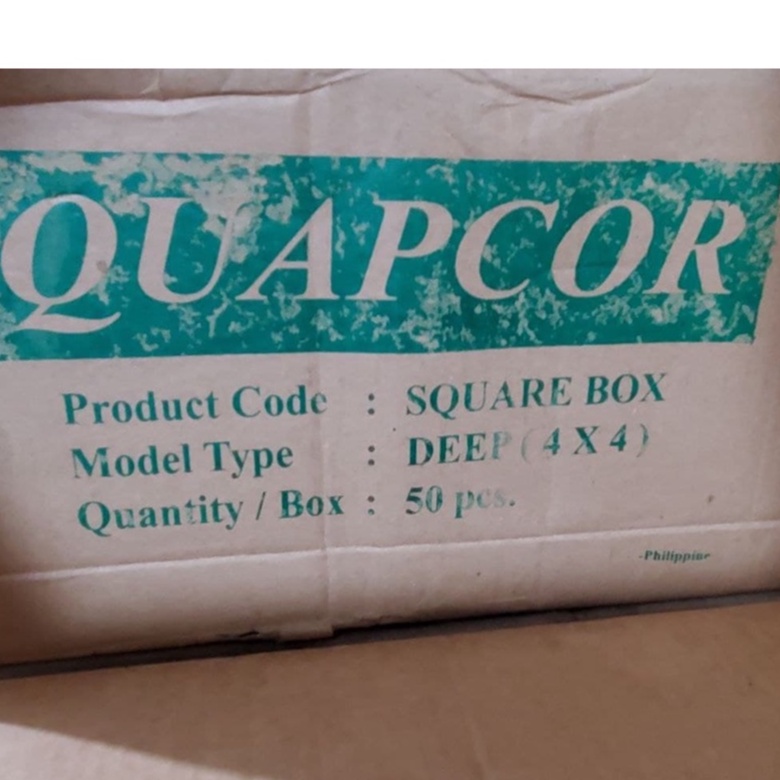 QUAPCOR
Product Code : SQUARE BOX
Model Type : DEEP ( 4 X 4 )
Quantity / Box : 50 pcs.
-Philippine